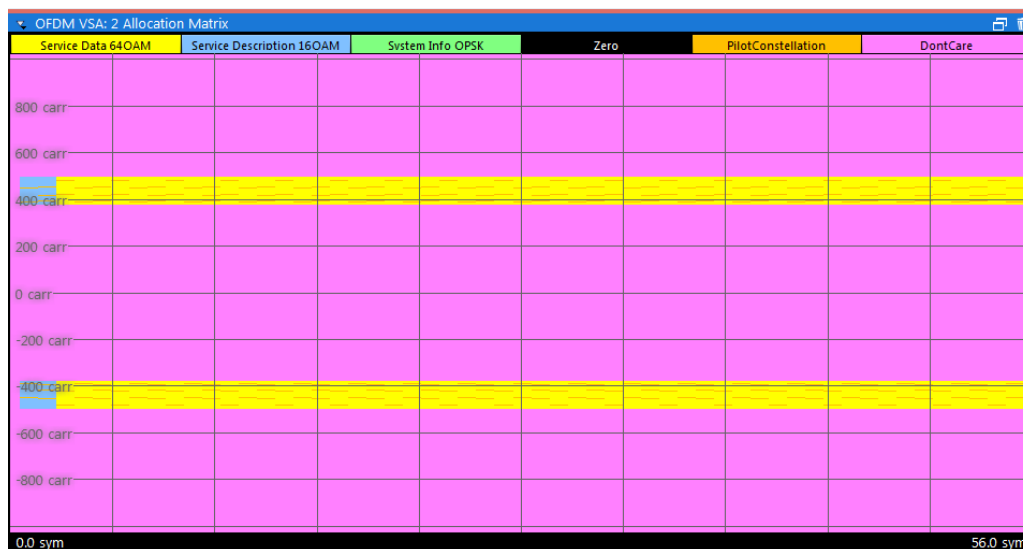 OFDM VSA: 2 Allocation Matrix
Service Data 64QAM Service Description 16QAM System Info QPSK Zero PilotConstellation DontCare
800 carr
600 carr
400 carr
200 carr
0 carr
-200 carr
-400 carr
-600 carr
-800 carr
0.0 sym 56.0 sym